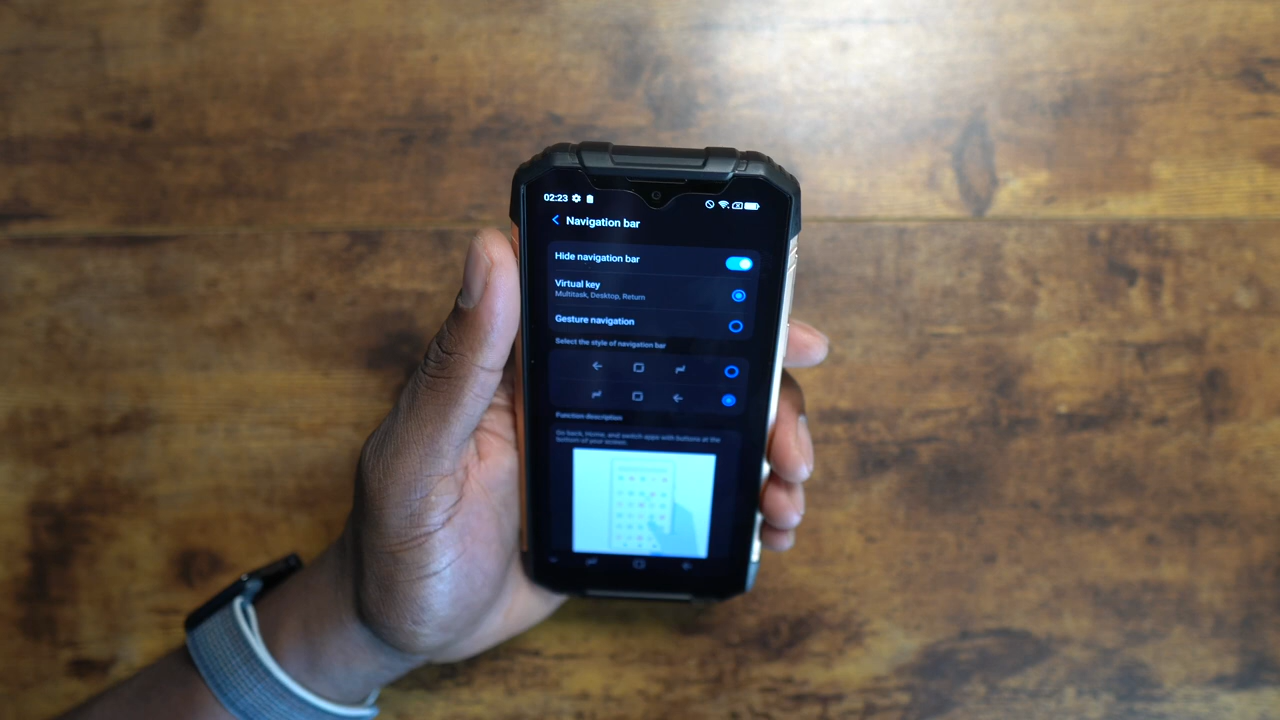 02:23
Navigation bar
Hide navigation bar
Virtual key
Multitask, Desktop, Return
Gesture navigation
Select the style of navigation bar
Function description
Go back, Home, and switch apps with buttons at the
bottom of your screen.